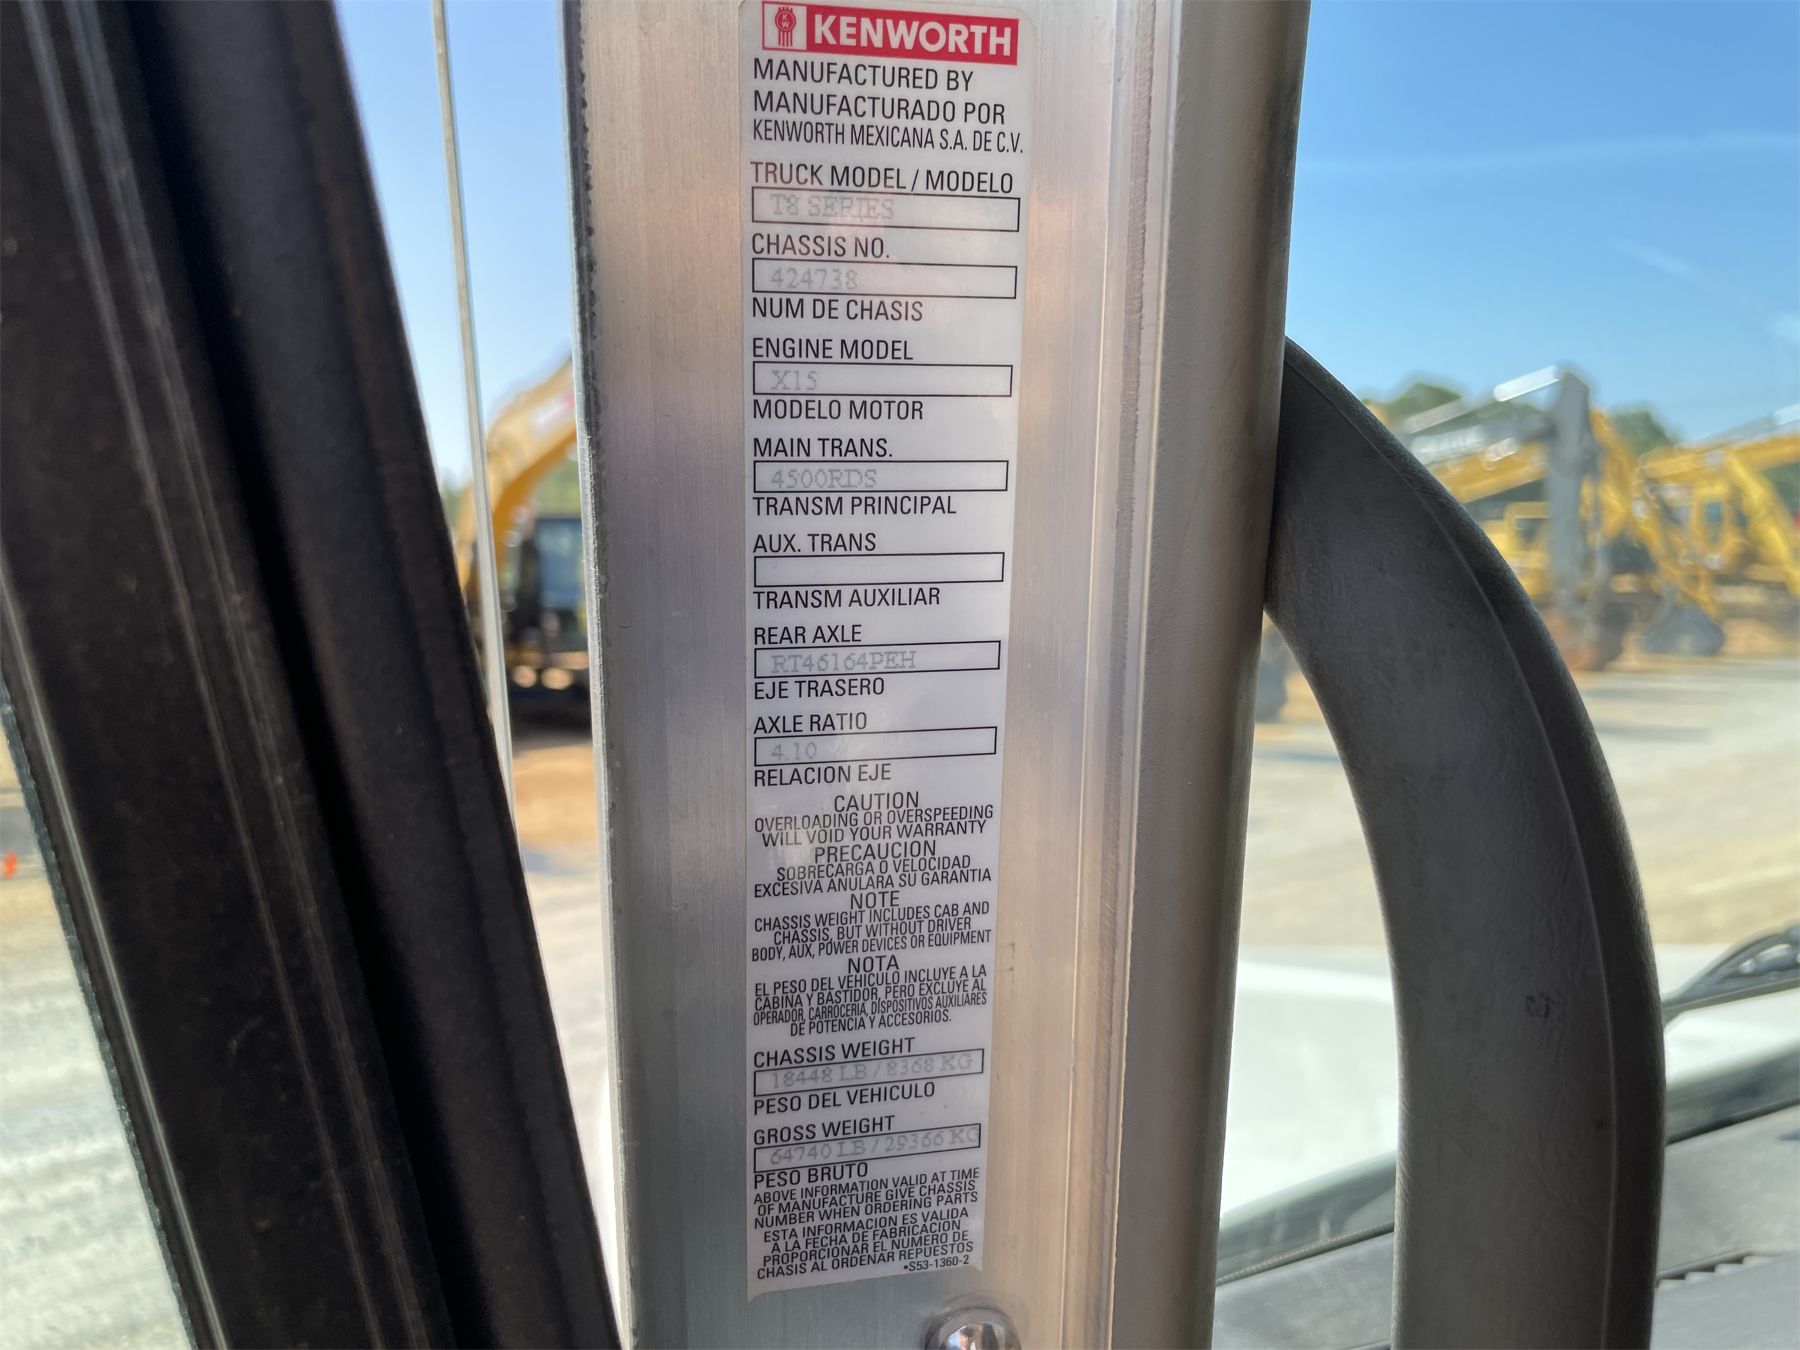 KENWORTH
MANUFACTURED BY
MANUFACTURADO POR
KENWORTH MEXICANA S.A. DE C.V.
TRUCK MODEL / MODELO
T8 SERIES
CHASSIS NO.
424738
NUM DE CHASIS
ENGINE MODEL
X15
MODELO MOTOR
MAIN TRANS.
4500RDS
TRANSM PRINCIPAL
AUX. TRANS
TRANSM AUXILIAR
REAR AXLE
RT46164PEH
EJE TRASERO
AXLE RATIO
4.10
RELACION EJE
CAUTION
OVERLOADING OR OVERSPEEDING
WILL VOID YOUR WARRANTY
PRECAUCION
SOBRECARGA O VELOCIDAD
EXCESIVA ANULARA SU GARANTIA
NOTE
CHASSIS WEIGHT INCLUDES CAB AND
CHASSIS, BUT WITHOUT DRIVER
BODY, AUX, POWER DEVICES OR EQUIPMENT
NOTA
EL PESO DEL VEHICULO INCLUYE A LA
CABINA Y BASTIDOR, PERO EXCLUYE AL
OPERADOR, CARROCERIA, DISPOSITIVOS AUXILIARES
DE POTENCIA Y ACCESORIOS.
CHASSIS WEIGHT
18448 LB / 8368 KG
PESO DEL VEHICULO
GROSS WEIGHT
64740 LB / 29366 KG
PESO BRUTO
ABOVE INFORMATION VALID AT TIME
OF MANUFACTURE GIVE CHASSIS
NUMBER WHEN ORDERING PARTS
ESTA INFORMACION ES VALIDA
A LA FECHA DE FABRICACION
PROPORCIONAR EL NUMERO DE
CHASIS AL ORDENAR REPUESTOS
•S53-1360-2